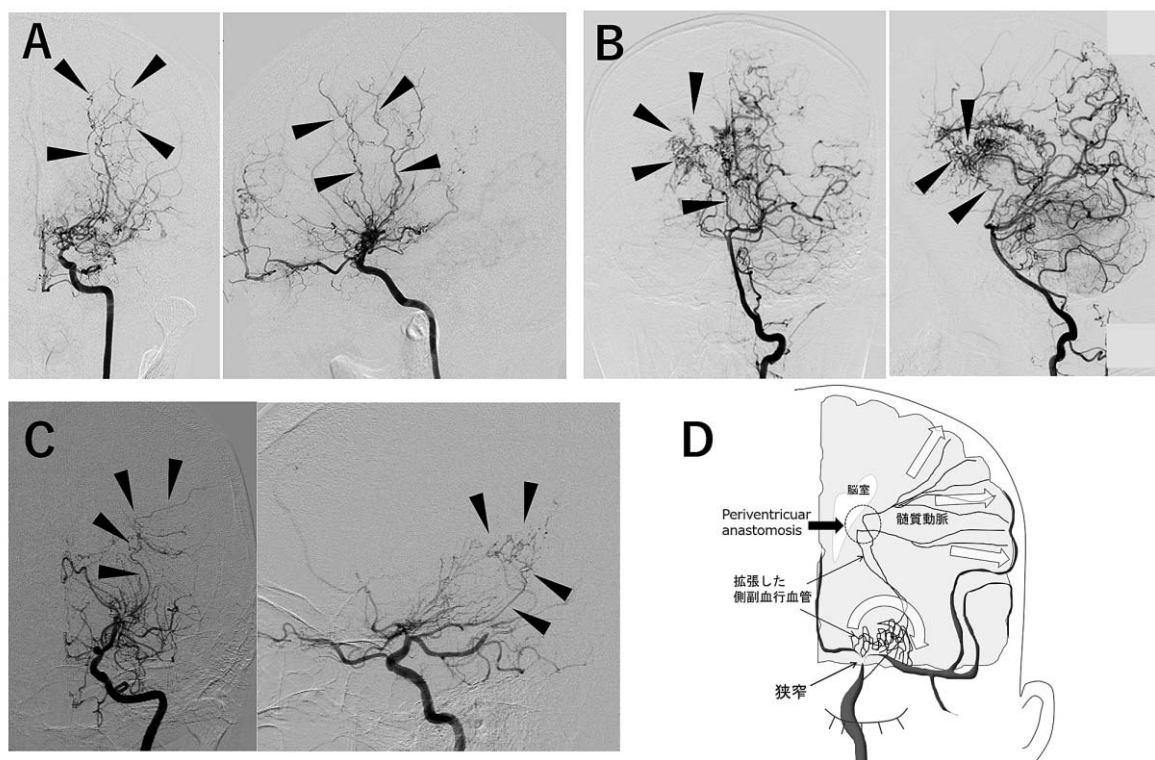 A
B
C
D
脳室
Periventricuar
anastomosis
髄質動脈
拡張した
側副血行血管
狭窄